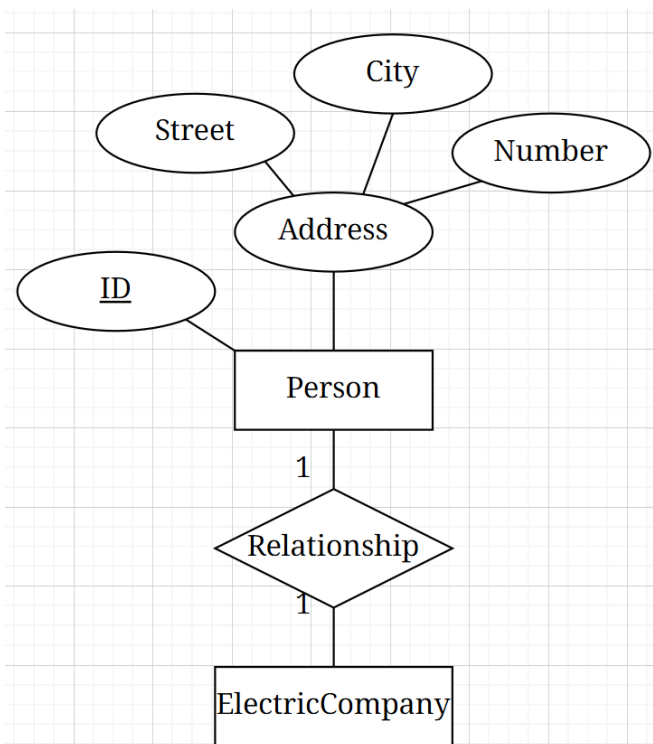 City
Street
Number
Address
ID
Person
1
Relationship
1
ElectricCompany